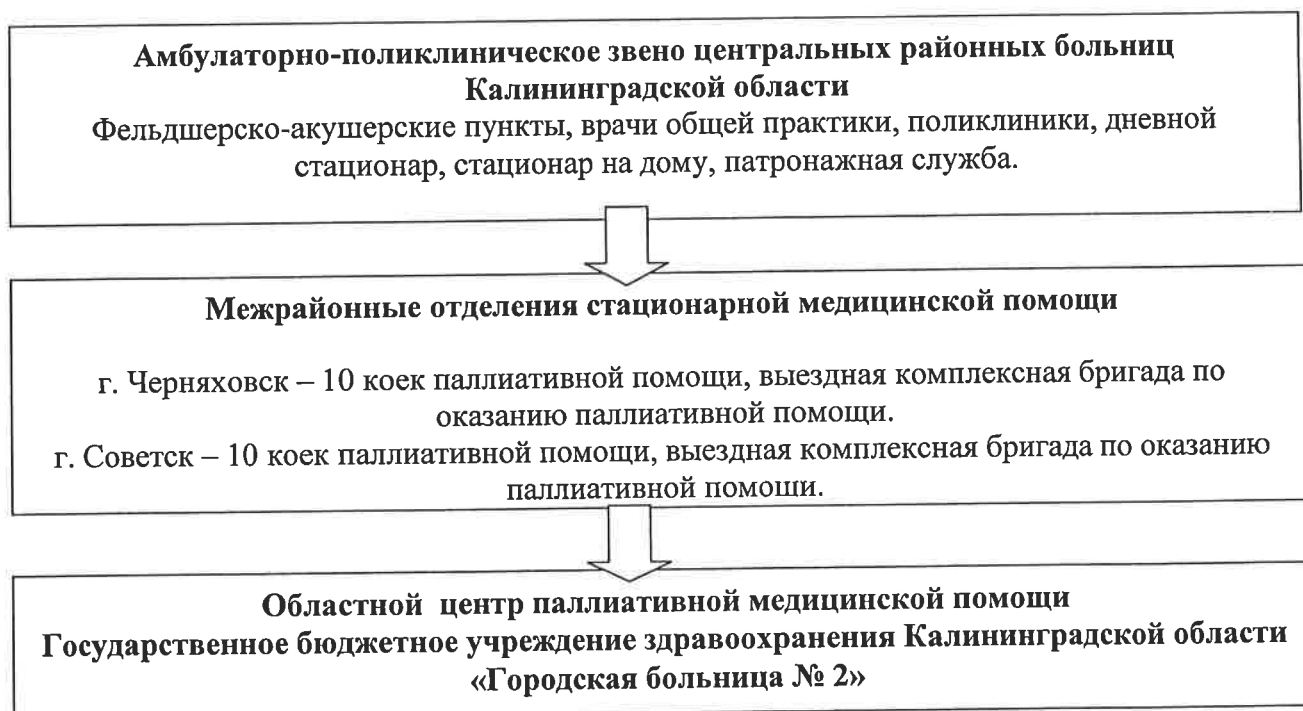 Амбулаторно-поликлиническое звено центральных районных больниц
Калининградской области
Фельдшерско-акушерские пункты, врачи общей практики, поликлиники, дневной
стационар, стационар на дому, патронажная служба.
Межрайонные отделения стационарной медицинской помощи
г. Черняховск – 10 коек паллиативной помощи, выездная комплексная бригада по
оказанию паллиативной помощи.
г. Советск – 10 коек паллиативной помощи, выездная комплексная бригада по оказанию
паллиативной помощи.
Областной центр паллиативной медицинской помощи
Государственное бюджетное учреждение здравоохранения Калининградской области
«Городская больница № 2»